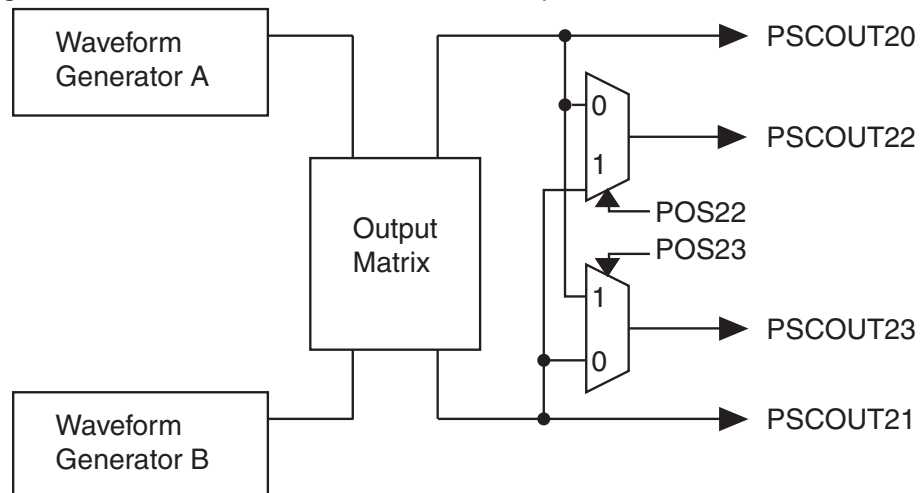 Waveform
Generator A
PSCOUT20
0
PSCOUT22
1
POS22
Output
Matrix
POS23
1
PSCOUT23
0
Waveform
Generator B
PSCOUT21